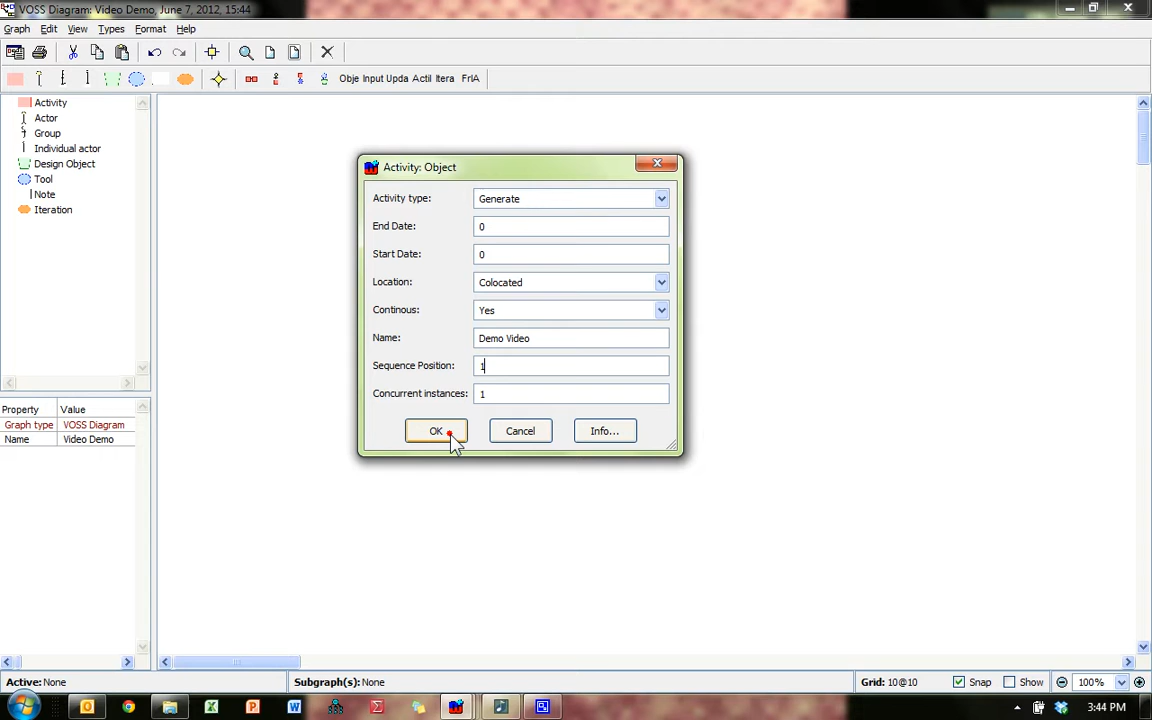 VOSS Diagram: Video Demo, June 7, 2012, 15:44
Graph Edit View Types Format Help
Obje Input Upda Actil Itera FrIA
Activity
Actor
Group
Individual actor
Design Object
Tool
Note
Iteration
Property Value
Graph type VOSS Diagram
Name Video Demo
Activity: Object
Activity type: Generate
End Date: 0
Start Date: 0
Location: Colocated
Continous: Yes
Name: Demo Video
Sequence Position: 1
Concurrent instances: 1
OK Cancel Info...
Active: None Subgraph(s): None Grid: 10@10 Snap Show 100%
3:44 PM